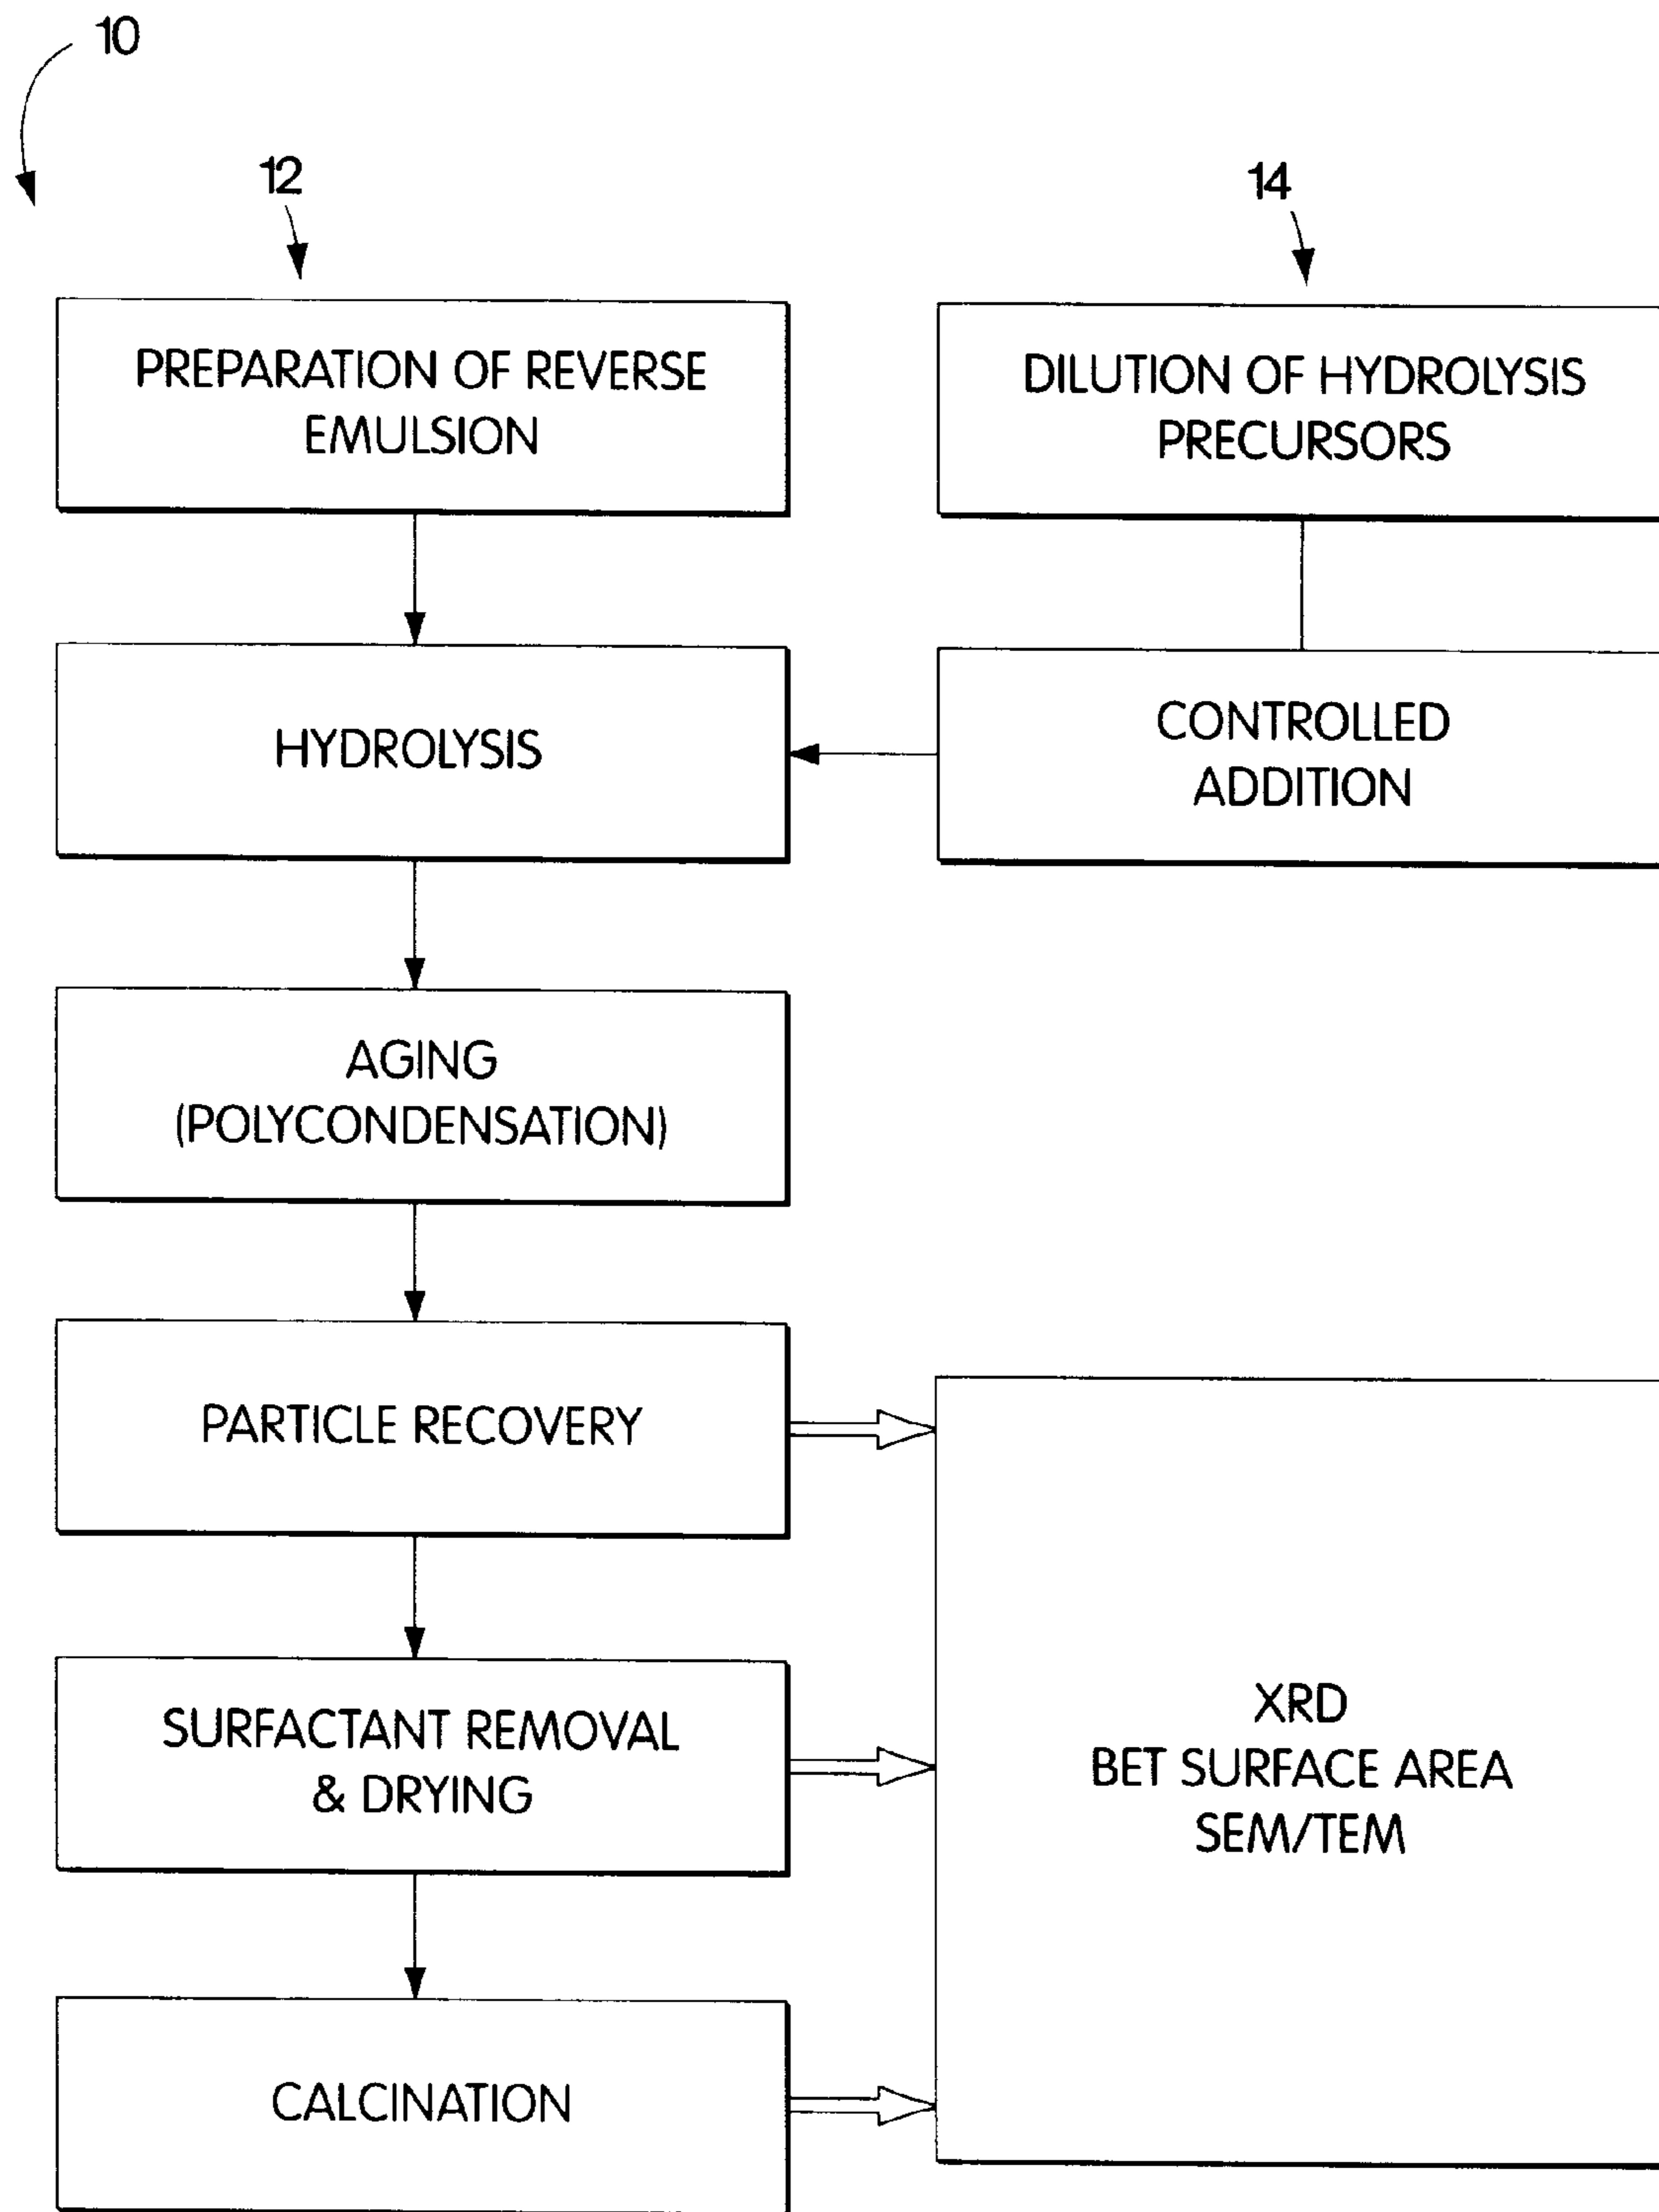 10
12
14
PREPARATION OF REVERSE
EMULSION
DILUTION OF HYDROLYSIS
PRECURSORS
HYDROLYSIS
CONTROLLED
ADDITION
AGING
(POLYCONDENSATION)
PARTICLE RECOVERY
SURFACTANT REMOVAL
& DRYING
XRD
BET SURFACE AREA
SEM/TEM
CALCINATION